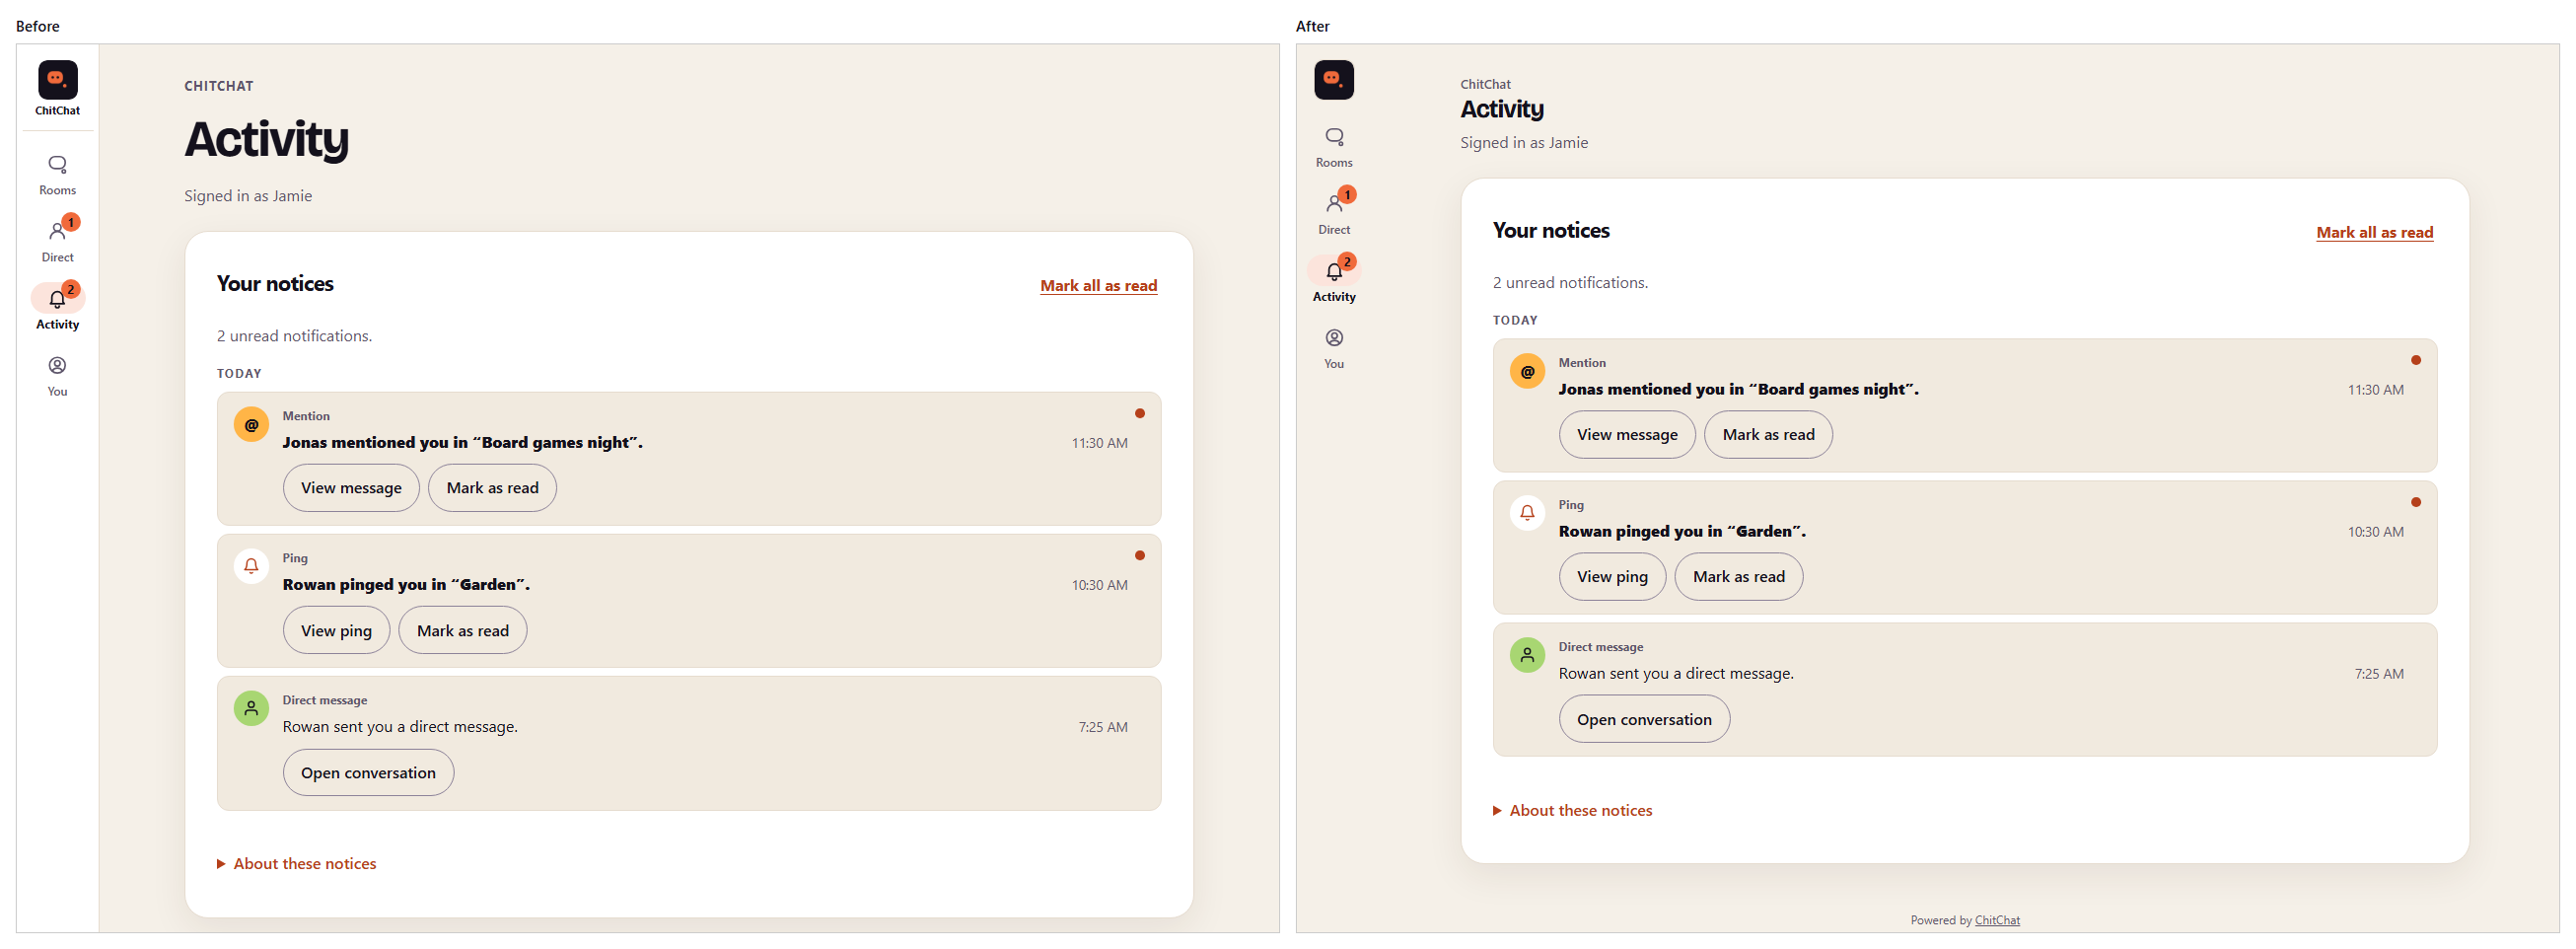 Before
ChitChat
Rooms
1
Direct
2
Activity
You
CHITCHAT
Activity
Signed in as Jamie
Your notices
Mark all as read
2 unread notifications.
TODAY
@
Mention
Jonas mentioned you in “Board games night”.
11:30 AM
View message
Mark as read
Ping
Rowan pinged you in “Garden”.
10:30 AM
View ping
Mark as read
Direct message
Rowan sent you a direct message.
7:25 AM
Open conversation
About these notices
After
Rooms
1
Direct
2
Activity
You
ChitChat
Activity
Signed in as Jamie
Your notices
Mark all as read
2 unread notifications.
TODAY
@
Mention
Jonas mentioned you in “Board games night”.
11:30 AM
View message
Mark as read
Ping
Rowan pinged you in “Garden”.
10:30 AM
View ping
Mark as read
Direct message
Rowan sent you a direct message.
7:25 AM
Open conversation
About these notices
Powered by ChitChat